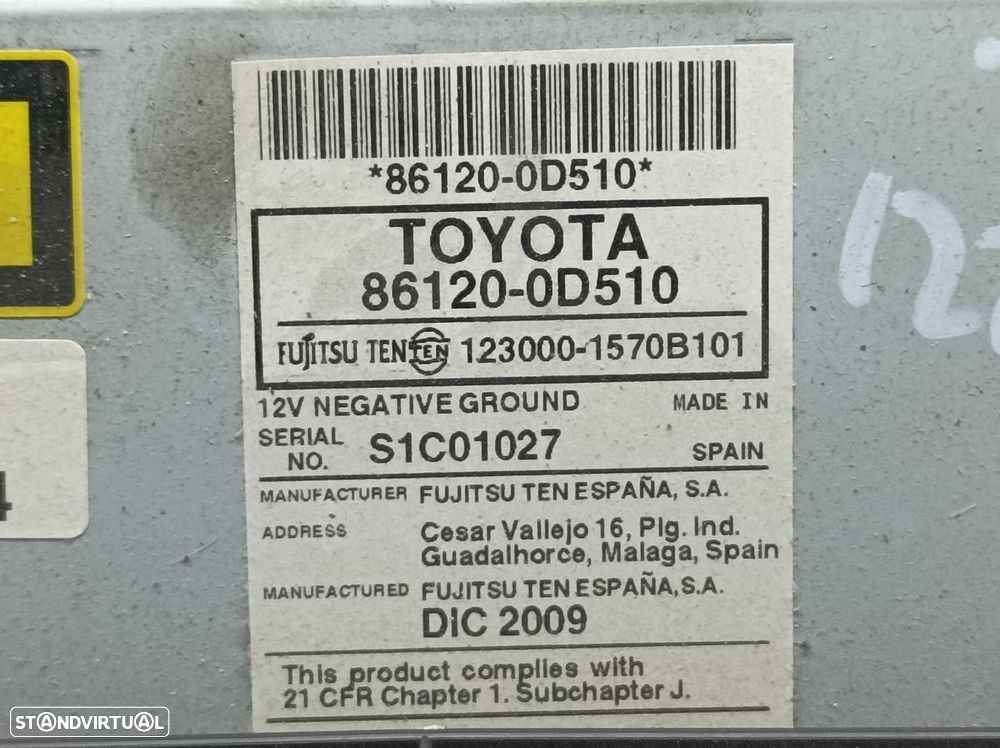 *86120-0D510*
TOYOTA
86120-0D510
FUJITSU TEN TEN 123000-1570B101
12V NEGATIVE GROUND MADE IN
SERIAL NO. S1C01027 SPAIN
MANUFACTURER FUJITSU TEN ESPAÑA, S.A.
ADDRESS Cesar Vallejo 16, Plg. Ind.
Guadalhorce, Malaga, Spain
MANUFACTURED FUJITSU TEN ESPAÑA, S.A.
DIC 2009
This product complies with
21 CFR Chapter 1. Subchapter J.
4
STANDVIRTUAL